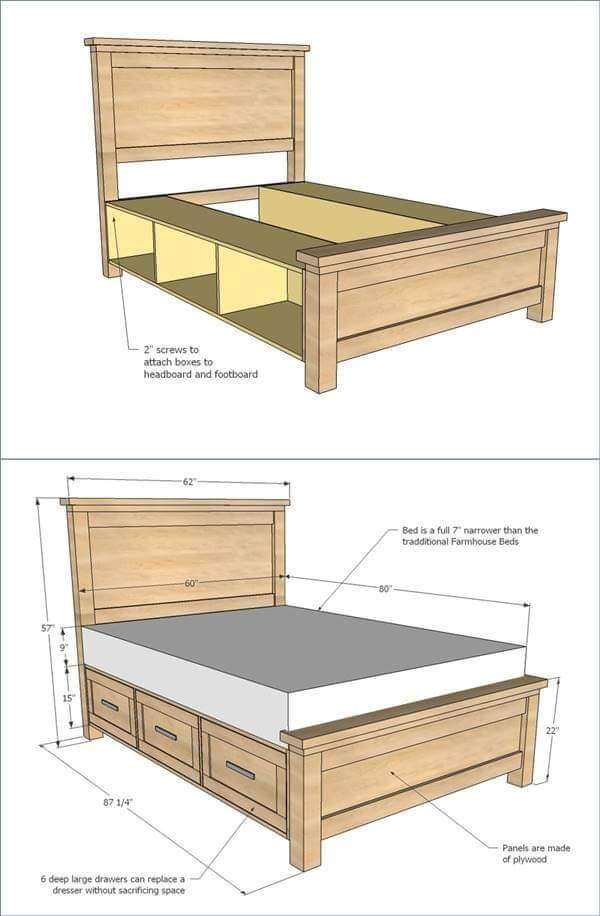 2" screws to
attach boxes to
headboard and footboard
62"
Bed is a full 7" narrower than the
tradditional Farmhouse Beds
60"
80"
57"
9"
15"
22"
87 1/4"
Panels are made
of plywood
6 deep large drawers can replace a
dresser without sacrificing space